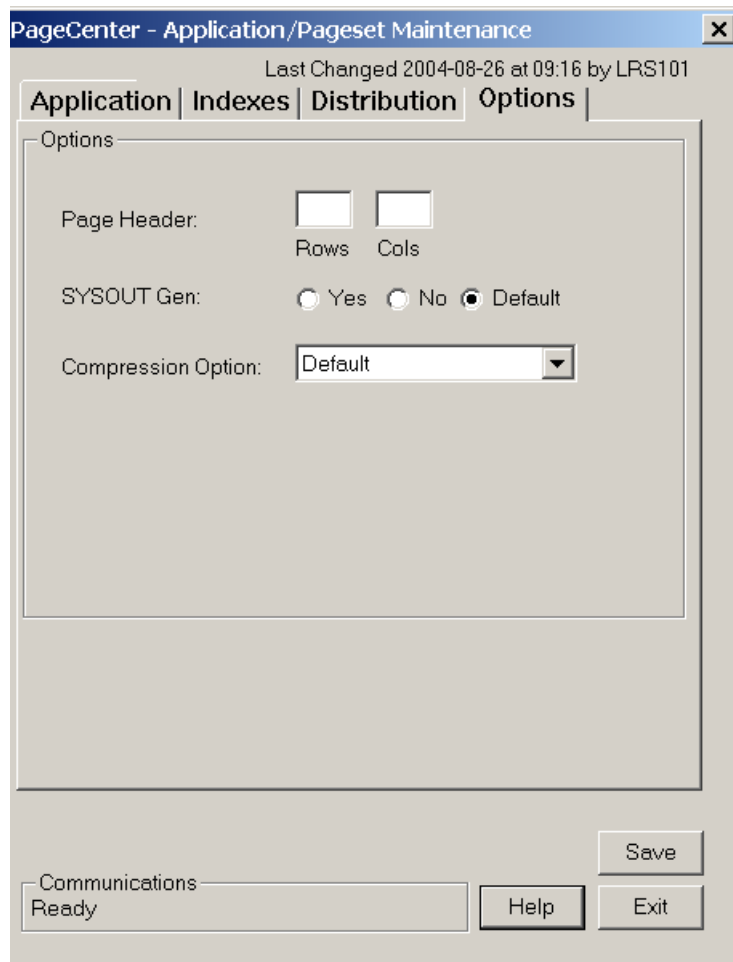 PageCenter - Application/Pageset Maintenance
Last Changed 2004-08-26 at 09:16 by LRS101
Application | Indexes | Distribution | Options |
Options
Page Header:
Rows Cols
SYSOUT Gen: Yes No Default
Compression Option: Default
Save
Communications
Ready
Help Exit